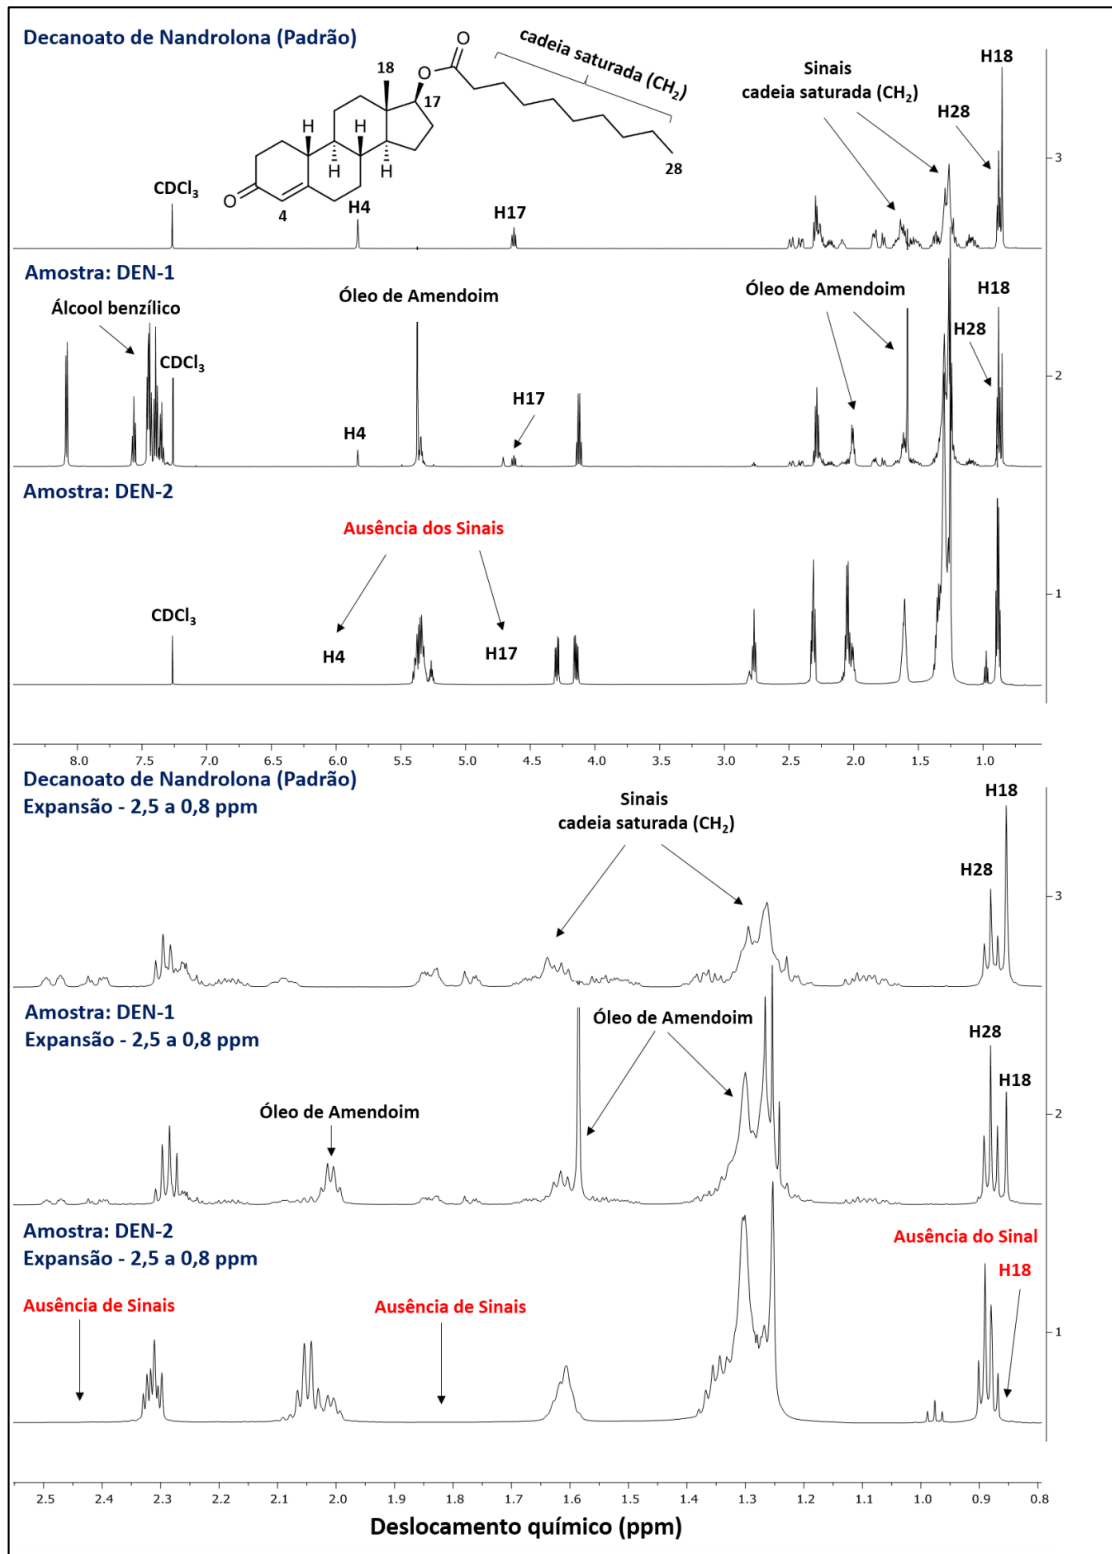 Decanoato de Nandrolona (Padrão)
O
18
O
17
cadeia saturada (CH₂)
28
H
H
H
H
O
4
CDCl₃
H4
H17
Sinais
cadeia saturada (CH₂)
H28
H18
3
Amostra: DEN-1
Álcool benzílico
CDCl₃
Óleo de Amendoim
H4
H17
Óleo de Amendoim
H18
H28
2
Amostra: DEN-2
Ausência dos Sinais
CDCl₃
H4
H17
1
8.0 7.5 7.0 6.5 6.0 5.5 5.0 4.5 4.0 3.5 3.0 2.5 2.0 1.5 1.0
Decanoato de Nandrolona (Padrão)
Expansão - 2,5 a 0,8 ppm
Sinais
cadeia saturada (CH₂)
H18
H28
3
Amostra: DEN-1
Expansão - 2,5 a 0,8 ppm
Óleo de Amendoim
Óleo de Amendoim
H28
H18
2
Amostra: DEN-2
Expansão - 2,5 a 0,8 ppm
Ausência do Sinal
H18
Ausência de Sinais
Ausência de Sinais
1
2.5 2.4 2.3 2.2 2.1 2.0 1.9 1.8 1.7 1.6 1.5 1.4 1.3 1.2 1.1 1.0 0.9 0.8
Deslocamento químico (ppm)